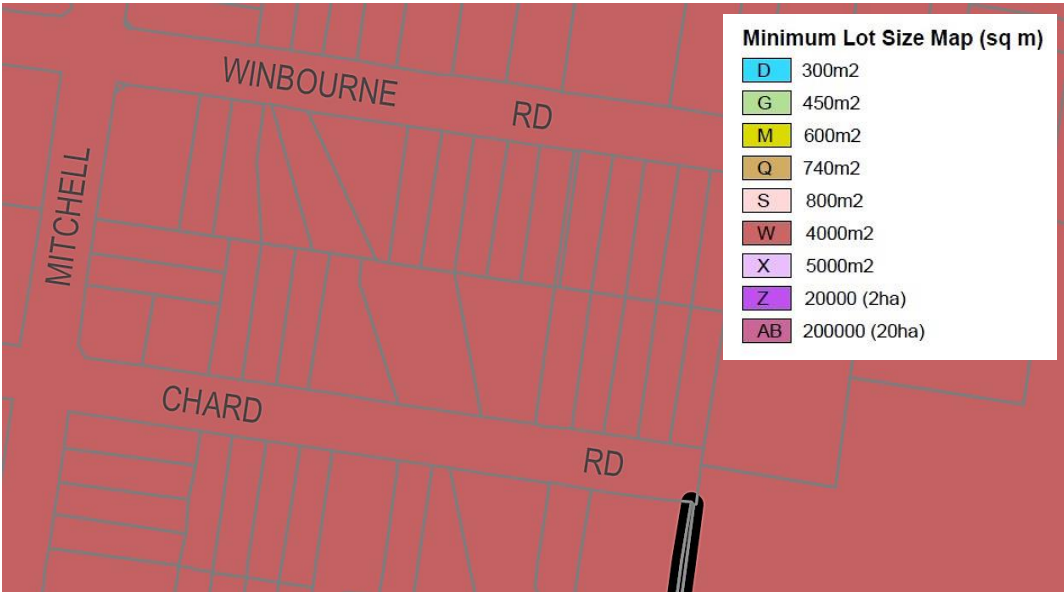 WINBOURNE RD
MITCHELL
CHARD RD
Minimum Lot Size Map (sq m)
D 300m2
G 450m2
M 600m2
Q 740m2
S 800m2
W 4000m2
X 5000m2
Z 20000 (2ha)
AB 200000 (20ha)